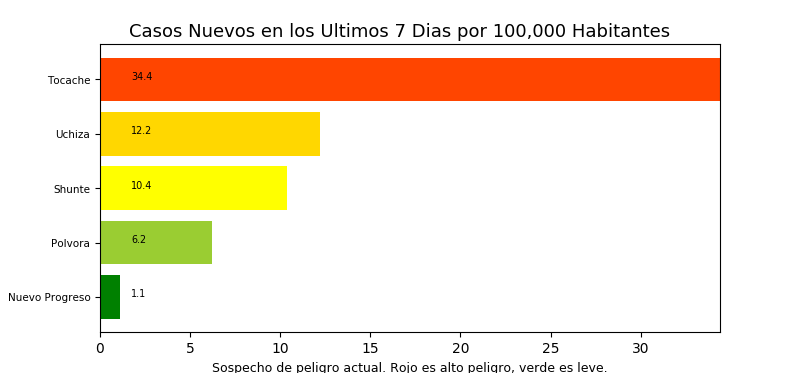 Casos Nuevos en los Ultimos 7 Dias por 100,000 Habitantes
Tocache 34.4
Uchiza 12.2
Shunte 10.4
Polvora 6.2
Nuevo Progreso 1.1
0 5 10 15 20 25 30
Sospecho de peligro actual. Rojo es alto peligro, verde es leve.